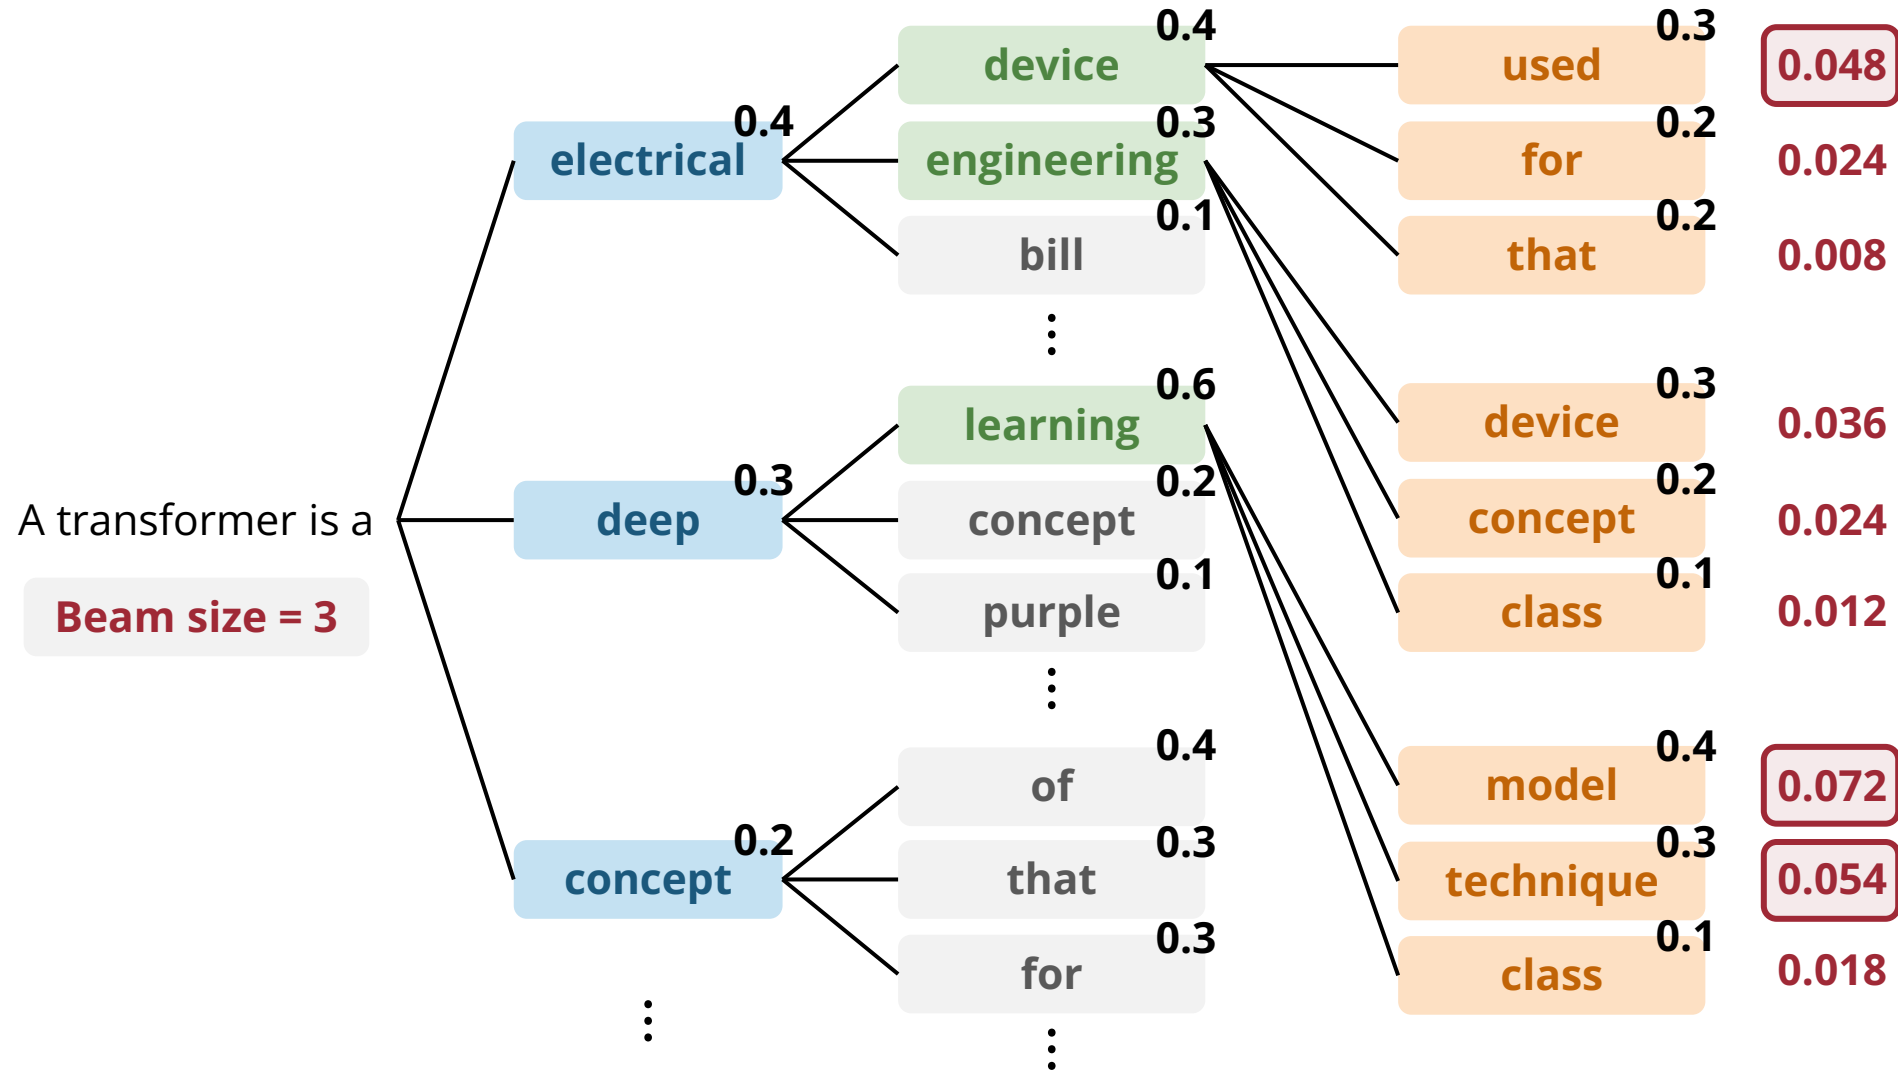 A transformer is a
Beam size = 3
electrical 0.4
deep 0.3
concept 0.2
device 0.4
engineering 0.3
bill 0.1
learning 0.6
concept 0.2
purple 0.1
of 0.4
that 0.3
for 0.3
used 0.3 0.048
for 0.2 0.024
that 0.2 0.008
device 0.3 0.036
concept 0.2 0.024
class 0.1 0.012
model 0.4 0.072
technique 0.3 0.054
class 0.1 0.018